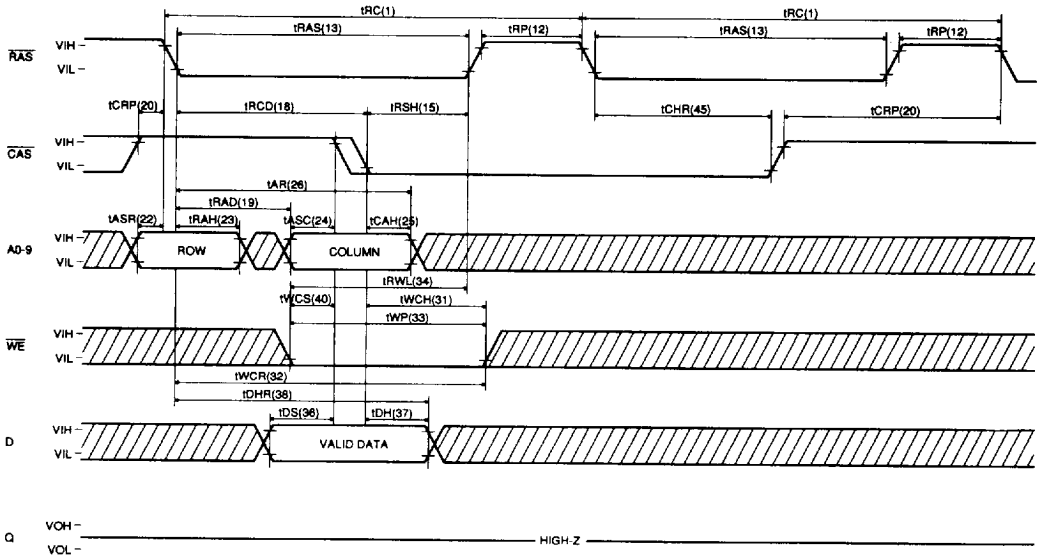 tRC(1) tRC(1)
tRAS(13) tRP(12) tRAS(13) tRP(12)
RAS VIH
VIL
tCRP(20) tRCD(18) tRSH(15) tCHR(45) tCRP(20)
CAS VIH
VIL
tAR(26)
tRAD(19)
tASR(22) tRAH(23) tASC(24) tCAH(25)
A0-9 VIH ROW COLUMN
VIL
tRWL(34)
tWCS(40) tWCH(31)
tWP(33)
WE VIH
VIL
tWCR(32)
tDHR(38)
tDS(36) tDH(37)
D VIH VALID DATA
VIL
Q VOH
HIGH-Z
VOL